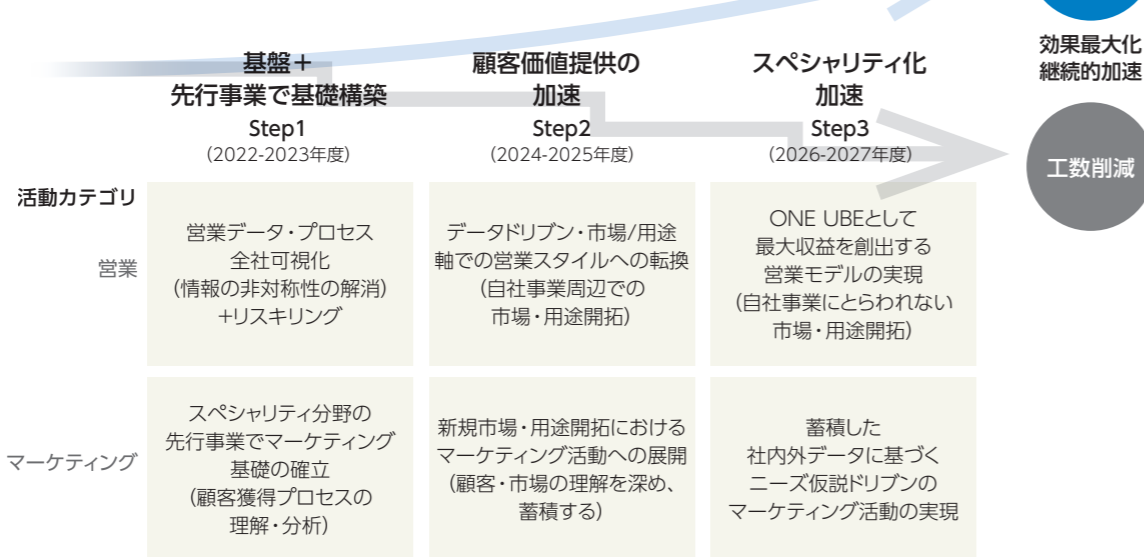 効果最大化
継続的加速
工数削減
基盤＋
先行事業で基礎構築
Step1
(2022-2023年度)
顧客価値提供の
加速
Step2
(2024-2025年度)
スペシャリティ化
加速
Step3
(2026-2027年度)
活動カテゴリ
営業
営業データ・プロセス
全社可視化
(情報の非対称性の解消)
+リスキリング
データドリブン・市場/用途
軸での営業スタイルへの転換
(自社事業周辺での
市場・用途開拓)
ONE UBEとして
最大収益を創出する
営業モデルの実現
(自社事業にとらわれない
市場・用途開拓)
マーケティング
スペシャリティ分野の
先行事業でマーケティング
基礎の確立
(顧客獲得プロセスの
理解・分析)
新規市場・用途開拓における
マーケティング活動への展開
(顧客・市場の理解を深め、
蓄積する)
蓄積した
社内外データに基づく
ニーズ仮説ドリブンの
マーケティング活動の実現